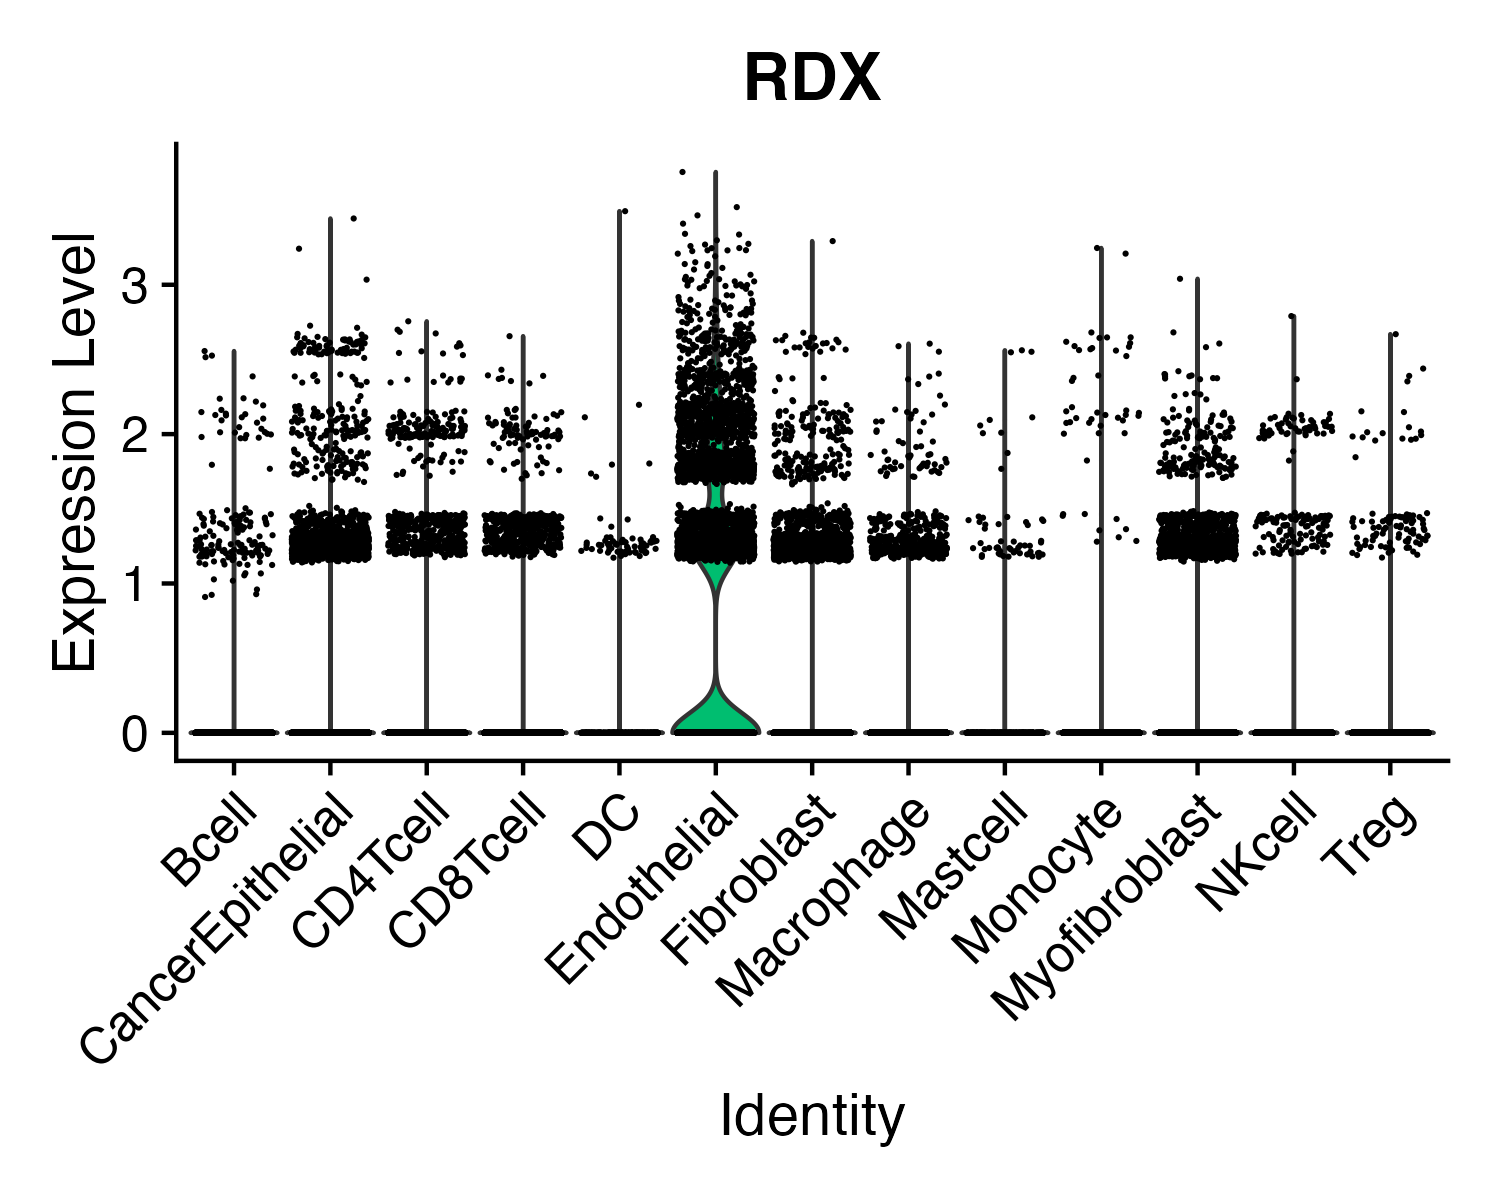 RDX
Expression Level
3
2
1
0
Bcell
CancerEpithelial
CD4Tcell
CD8Tcell
DC
Endothelial
Fibroblast
Macrophage
Mastcell
Monocyte
Myofibroblast
NKcell
Treg
Identity